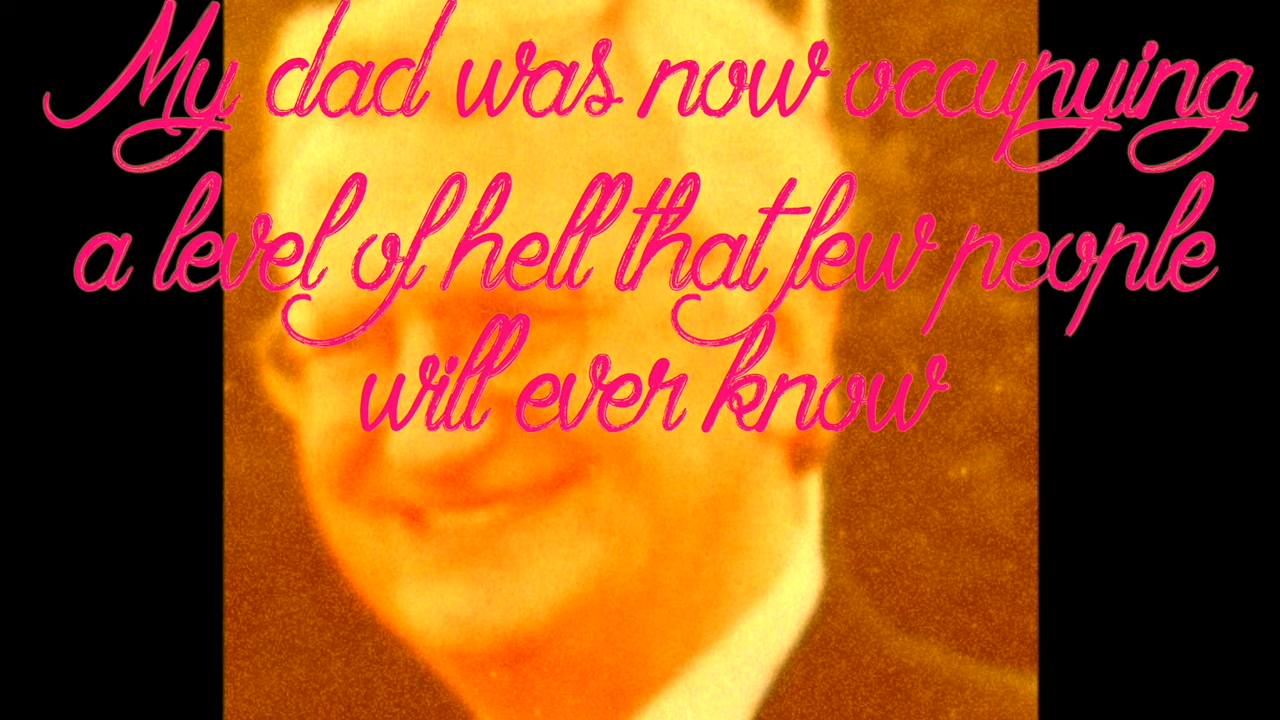 My dad was now occupying
a level of hell that few people
will ever know